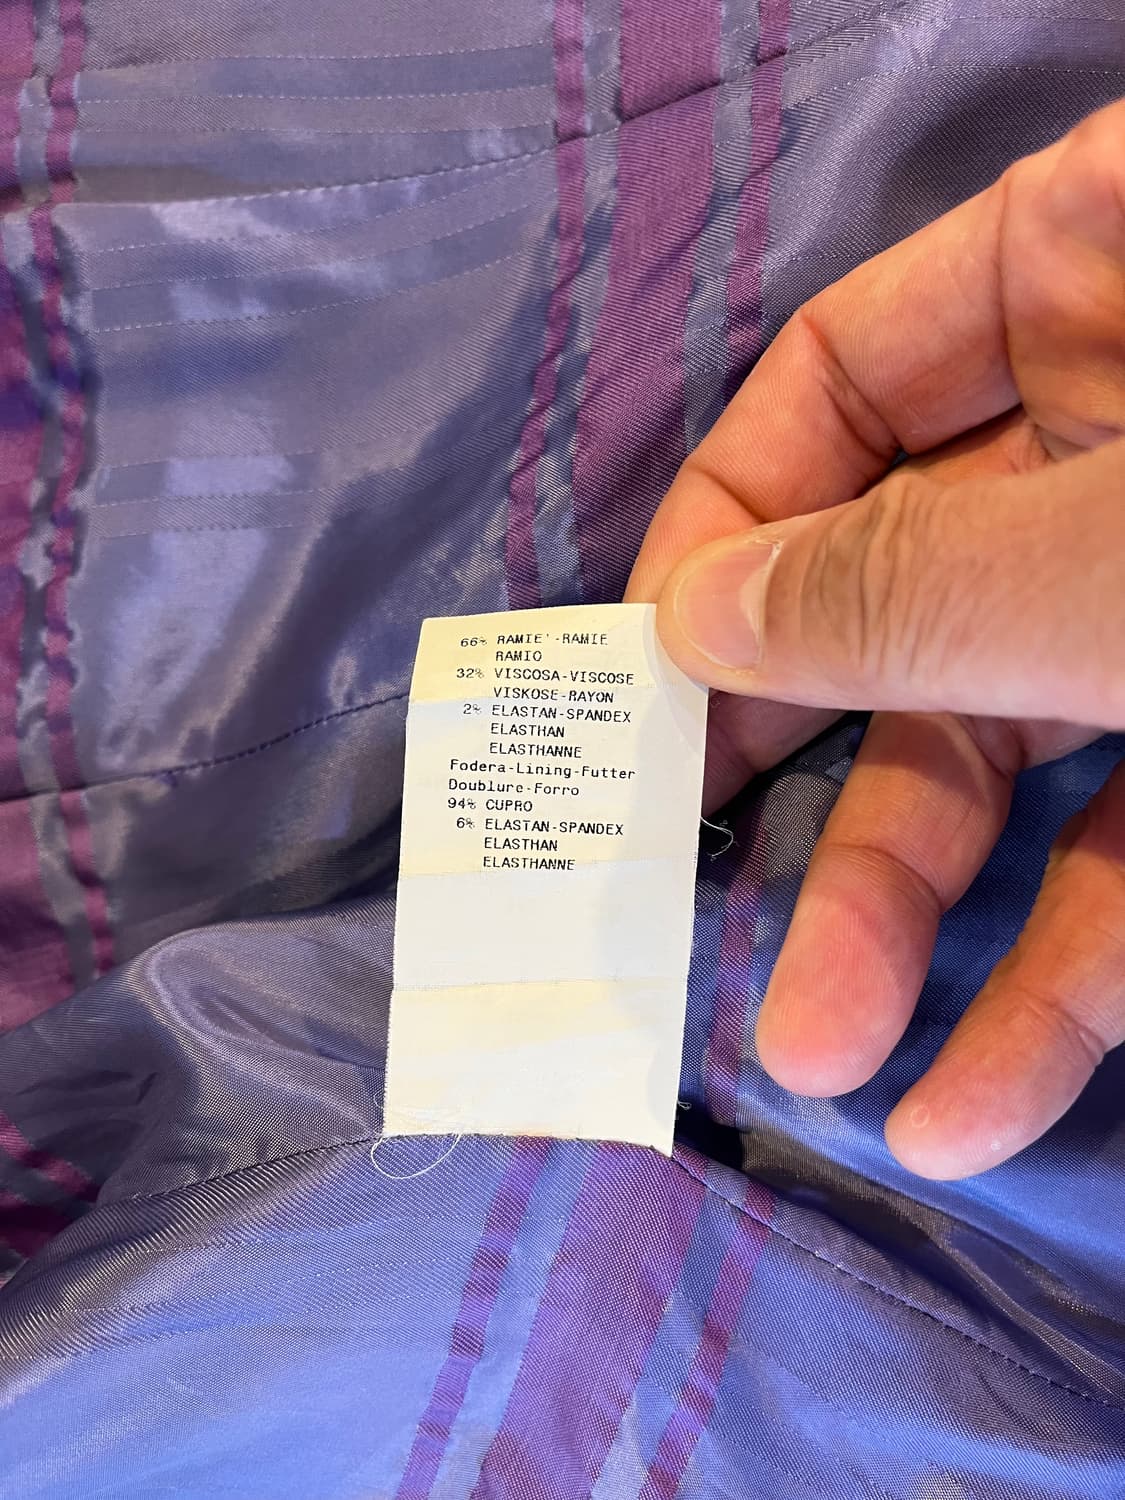 66% RAMIE'-RAMIE
RAMIO
32% VISCOSA-VISCOSE
VISKOSE-RAYON
2% ELASTAN-SPANDEX
ELASTHAN
ELASTHANNE
Fodera-Lining-Futter
Doublure-Forro
94% CUPRO
6% ELASTAN-SPANDEX
ELASTHAN
ELASTHANNE